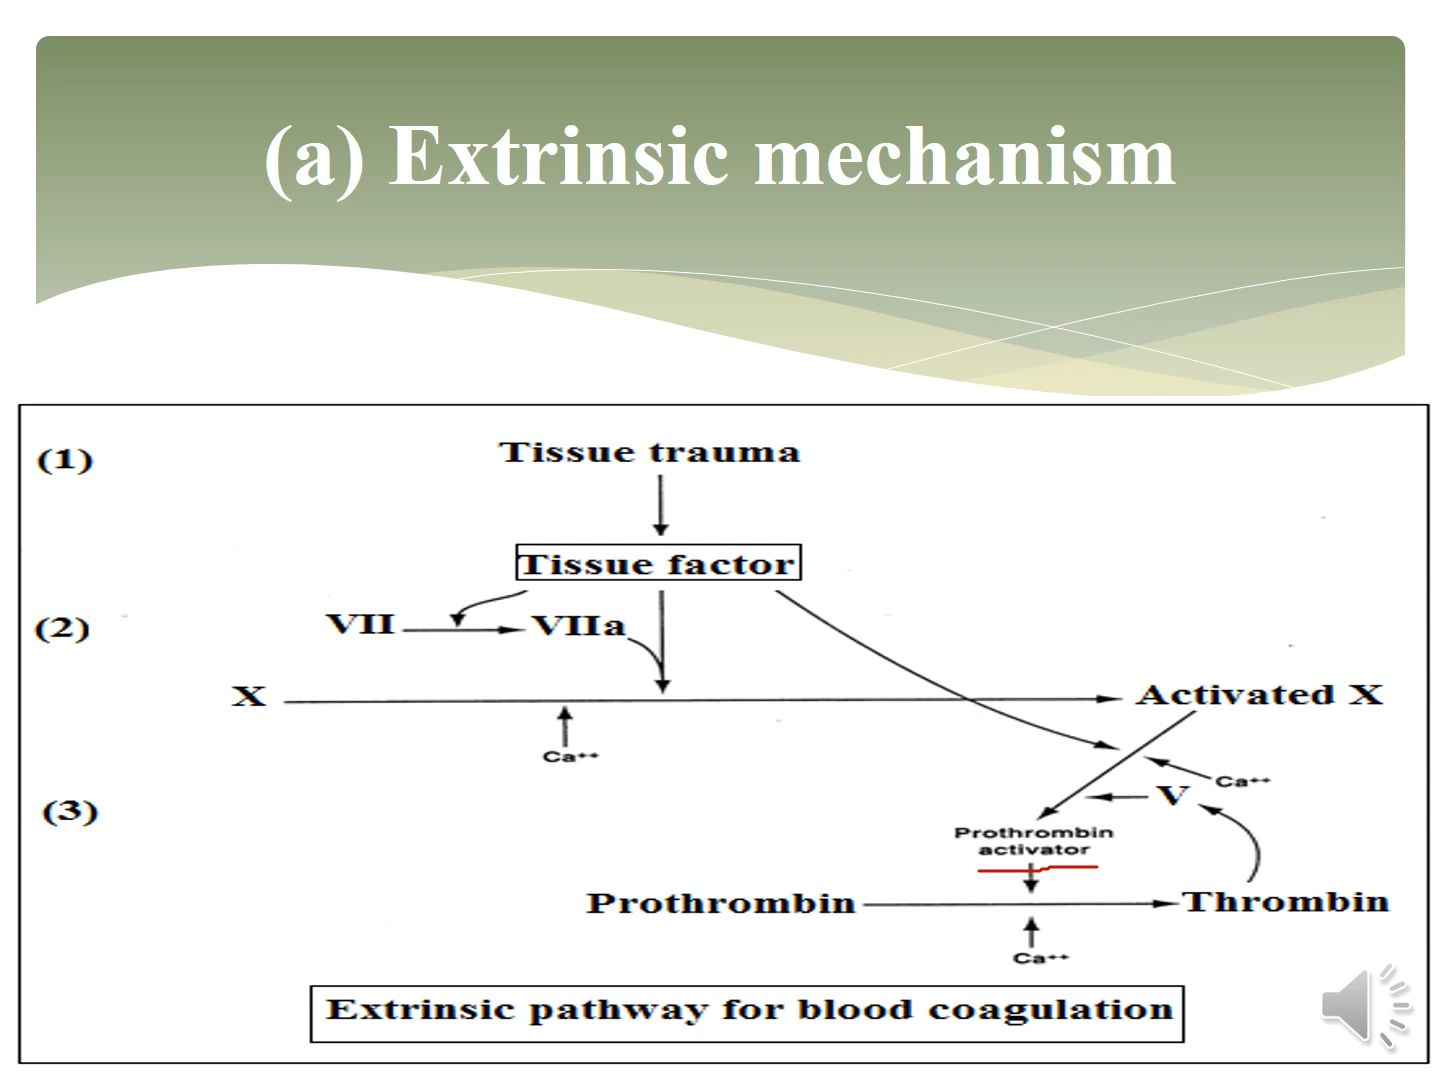 (a) Extrinsic mechanism
(1)
Tissue trauma
Tissue factor
(2)
VII
VIIa
X
Activated X
Ca++
Ca++
(3)
V
Prothrombin
activator
Prothrombin
Thrombin
Ca++
Extrinsic pathway for blood coagulation